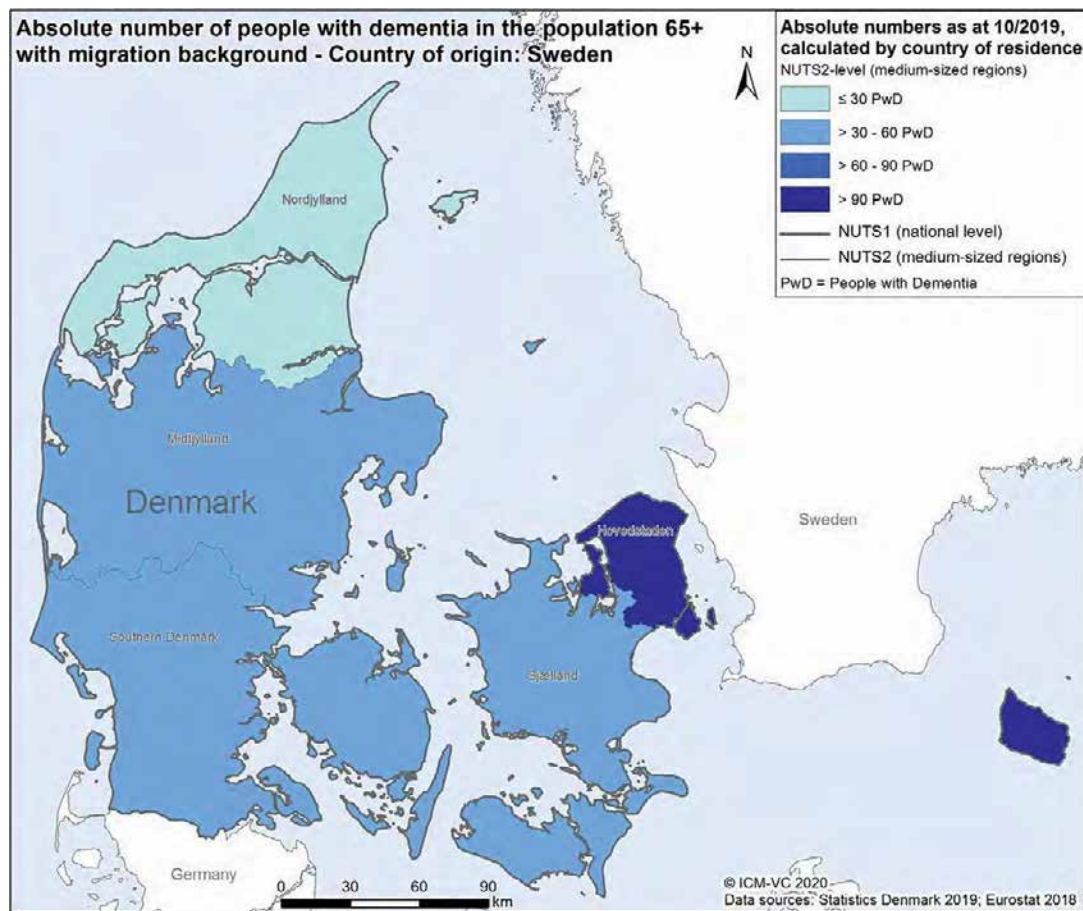 Absolute number of people with dementia in the population 65+
with migration background - Country of origin: Sweden
N
Absolute numbers as at 10/2019,
calculated by country of residence
NUTS2-level (medium-sized regions)
≤ 30 PwD
> 30 - 60 PwD
> 60 - 90 PwD
> 90 PwD
NUTS1 (national level)
NUTS2 (medium-sized regions)
PwD = People with Dementia
Nordjylland
Midtjylland
Denmark
Hovedstaden
Sweden
Southern Denmark
Sjælland
Germany
0 30 60 90
km
© ICM-VC 2020
Data sources: Statistics Denmark 2019; Eurostat 2018